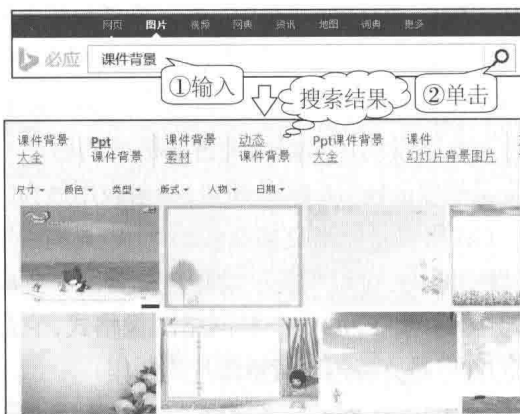 网页 图片 视频 网典 资讯 地图 词典 更多
必应 课件背景
①输入 搜索结果 ②单击
课件背景 Ppt 课件背景 动态 Ppt课件背景 课件
大全 课件背景 素材 课件背景 大全 幻灯片背景图片
尺寸 颜色 类型 版式 人物 日期